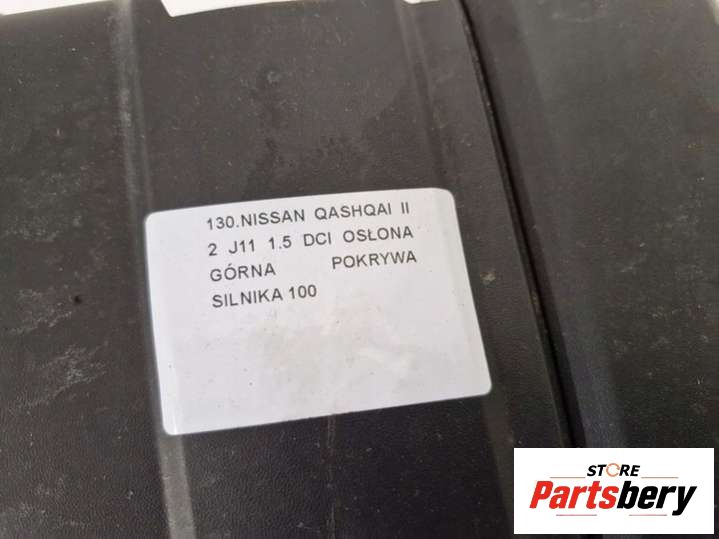 130.NISSAN QASHQAI II
2 J11 1.5 DCI OSŁONA
GÓRNA POKRYWA
SILNIKA 100
STORE
Partsbery